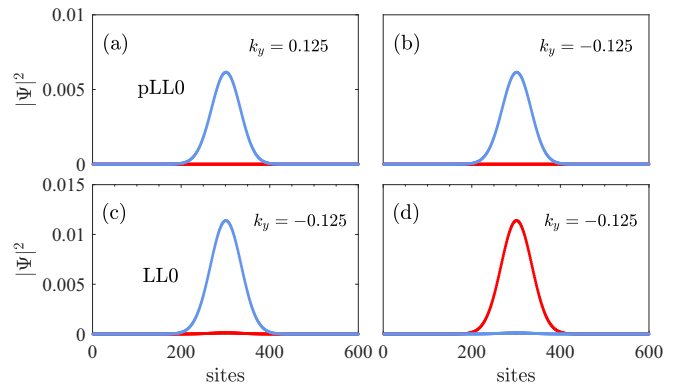 0.01
(a)
k_y = 0.125
(b)
k_y = −0.125
|Ψ|²
0.005
pLL0
0
0.015
(c)
k_y = −0.125
(d)
k_y = −0.125
|Ψ|²
0.01
LL0
0.005
0
0 200 400 600 0 200 400 600
sites sites